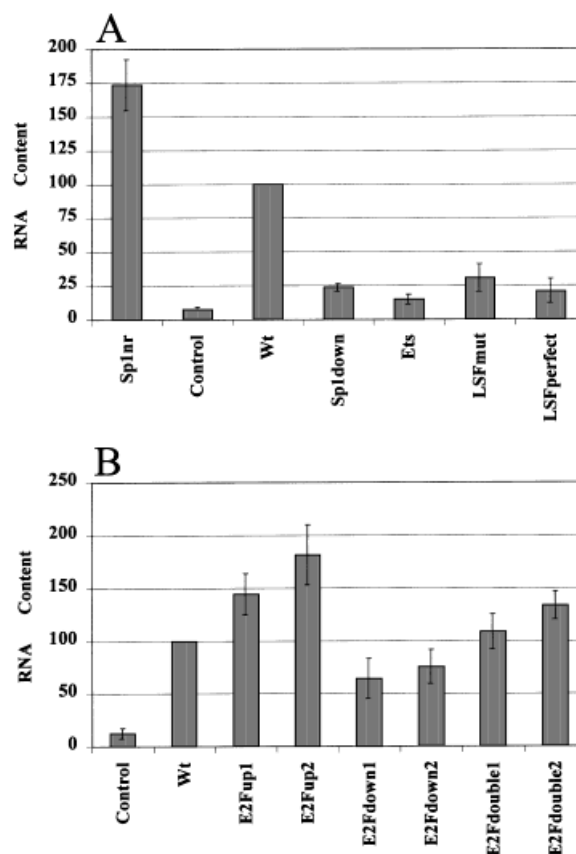 A
200
175
150
125
100
75
50
25
0
RNA Content
Sp1nr
Control
Wt
Sp1down
Ets
LSFmut
LSFperfect
B
250
200
150
100
50
0
RNA Content
Control
Wt
E2Fup1
E2Fup2
E2Fdown1
E2Fdown2
E2Fdouble1
E2Fdouble2